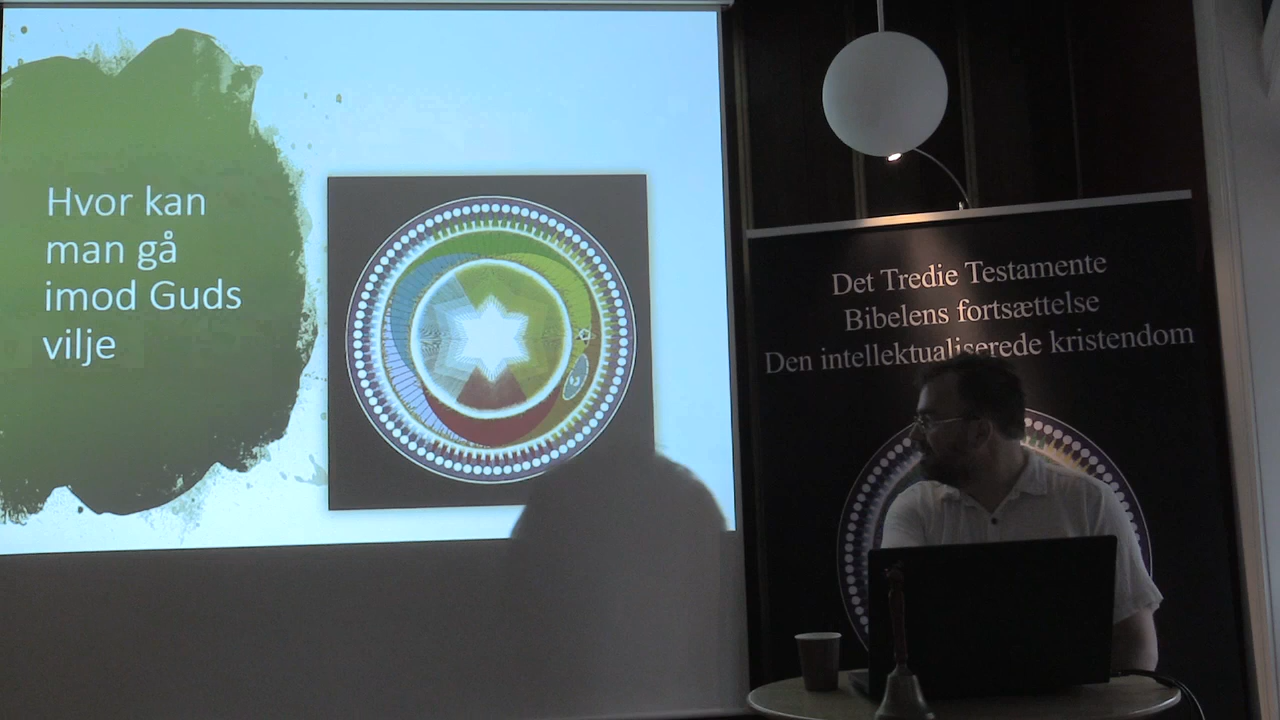 Hvor kan
man gå
imod Guds
vilje
Det Tredie Testamente
Bibelens fortsættelse
Den intellektualiserede kristendom